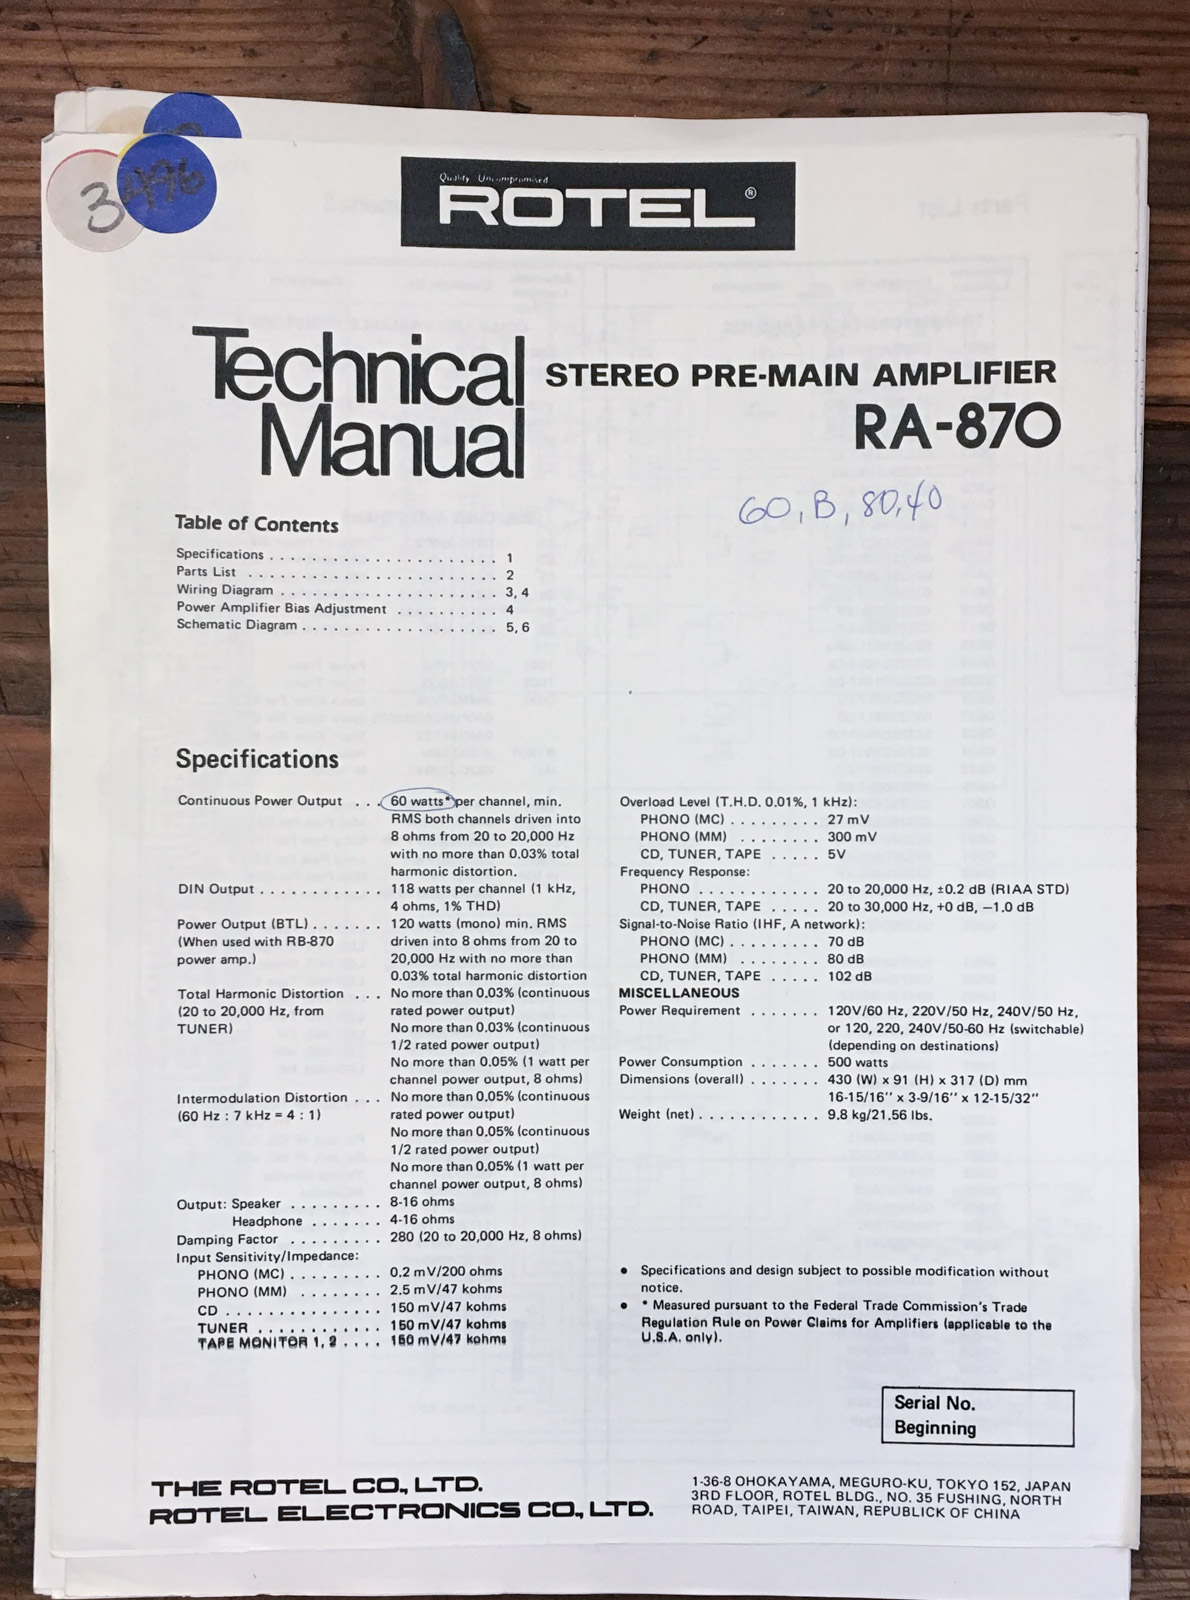 3496
Quality Uncompromised
ROTEL®
Technical
Manual
STEREO PRE-MAIN AMPLIFIER
RA-870
60, B, 80, 40
Table of Contents
Specifications . . . . . . . . . . . . . . . . . . . . . . 1
Parts List . . . . . . . . . . . . . . . . . . . . . . . . 2
Wiring Diagram . . . . . . . . . . . . . . . . . . . . . 3, 4
Power Amplifier Bias Adjustment . . . . . . . . . . 4
Schematic Diagram . . . . . . . . . . . . . . . . . . . 5, 6
Specifications
Continuous Power Output . . . 60 watts* per channel, min.
RMS both channels driven into
8 ohms from 20 to 20,000 Hz
with no more than 0.03% total
harmonic distortion.
DIN Output . . . . . . . . . . . . 118 watts per channel (1 kHz,
4 ohms, 1% THD)
Power Output (BTL) . . . . . . . 120 watts (mono) min. RMS
(When used with RB-870 driven into 8 ohms from 20 to
power amp.) 20,000 Hz with no more than
0.03% total harmonic distortion
Total Harmonic Distortion . . . No more than 0.03% (continuous
(20 to 20,000 Hz, from rated power output)
TUNER) No more than 0.03% (continuous
1/2 rated power output)
No more than 0.05% (1 watt per
channel power output, 8 ohms)
Intermodulation Distortion . . . No more than 0.05% (continuous
(60 Hz : 7 kHz = 4 : 1) rated power output)
No more than 0.05% (continuous
1/2 rated power output)
No more than 0.05% (1 watt per
channel power output, 8 ohms)
Output: Speaker . . . . . . . . . 8-16 ohms
Headphone . . . . . . . 4-16 ohms
Damping Factor . . . . . . . . . 280 (20 to 20,000 Hz, 8 ohms)
Input Sensitivity/Impedance:
PHONO (MC) . . . . . . . . . 0.2 mV/200 ohms
PHONO (MM) . . . . . . . . 2.5 mV/47 kohms
CD . . . . . . . . . . . . . . . 150 mV/47 kohms
TUNER . . . . . . . . . . . . 150 mV/47 kohms
TAPE MONITOR 1, 2 . . . . 150 mV/47 kohms
Overload Level (T.H.D. 0.01%, 1 kHz):
PHONO (MC) . . . . . . . . . 27 mV
PHONO (MM) . . . . . . . . 300 mV
CD, TUNER, TAPE . . . . . 5V
Frequency Response:
PHONO . . . . . . . . . . . . 20 to 20,000 Hz, ±0.2 dB (RIAA STD)
CD, TUNER, TAPE . . . . . 20 to 30,000 Hz, +0 dB, −1.0 dB
Signal-to-Noise Ratio (IHF, A network):
PHONO (MC) . . . . . . . . . 70 dB
PHONO (MM) . . . . . . . . 80 dB
CD, TUNER, TAPE . . . . . 102 dB
MISCELLANEOUS
Power Requirement . . . . . . . 120V/60 Hz, 220V/50 Hz, 240V/50 Hz,
or 120, 220, 240V/50-60 Hz (switchable)
(depending on destinations)
Power Consumption . . . . . . . 500 watts
Dimensions (overall) . . . . . . . 430 (W) x 91 (H) x 317 (D) mm
16-15/16" x 3-9/16" x 12-15/32"
Weight (net) . . . . . . . . . . . . 9.8 kg/21.56 lbs.
● Specifications and design subject to possible modification without
notice.
● * Measured pursuant to the Federal Trade Commission's Trade
Regulation Rule on Power Claims for Amplifiers (applicable to the
U.S.A. only).
Serial No.
Beginning
THE ROTEL CO., LTD.
ROTEL ELECTRONICS CO., LTD.
1-36-8 OHOKAYAMA, MEGURO-KU, TOKYO 152, JAPAN
3RD FLOOR, ROTEL BLDG., NO. 35 FUSHING, NORTH
ROAD, TAIPEI, TAIWAN, REPUBLICK OF CHINA